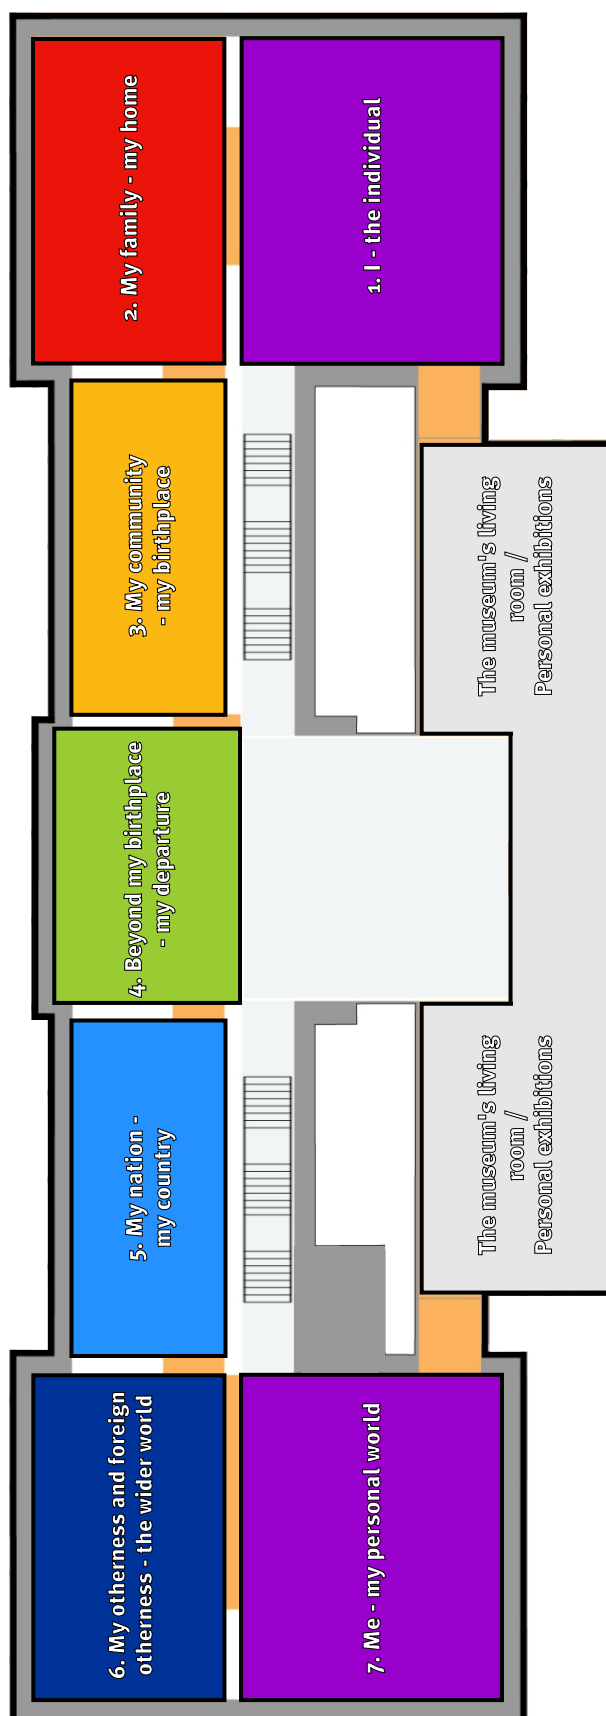 1. I - the individual
2. My family - my home
3. My community
- my birthplace
4. Beyond my birthplace
- my departure
5. My nation -
my country
6. My otherness and foreign
otherness - the wider world
7. Me - my personal world
The museum's living
room /
Personal exhibitions
The museum's living
room /
Personal exhibitions